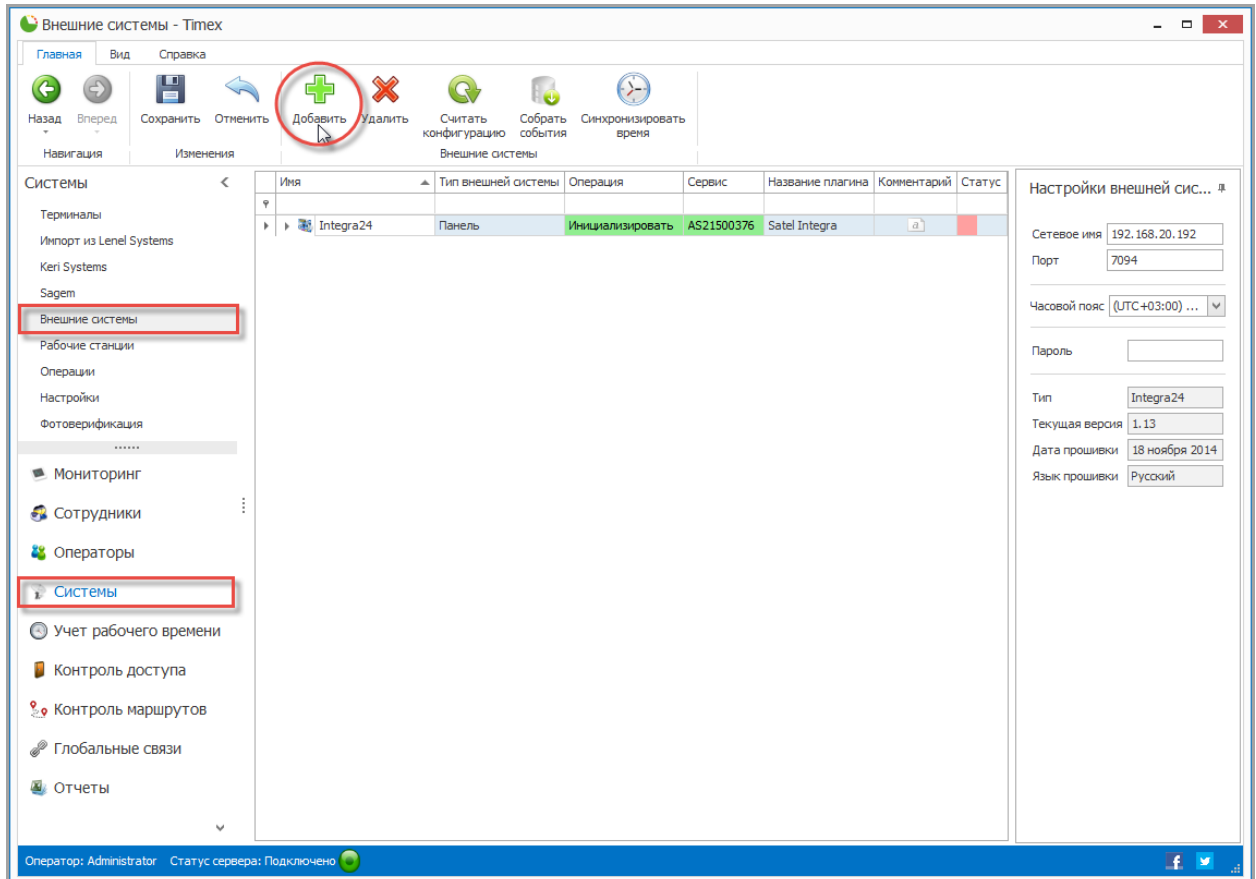 Внешние системы - Timex
Главная Вид Справка
Назад Вперед Сохранить Отменить Добавить Удалить Считать конфигурацию Собрать события Синхронизировать время
Навигация Изменения Внешние системы
Системы
Терминалы
Импорт из Lenel Systems
Keri Systems
Sagem
Внешние системы
Рабочие станции
Операции
Настройки
Фотоверификация
Мониторинг
Сотрудники
Операторы
Системы
Учет рабочего времени
Контроль доступа
Контроль маршрутов
Глобальные связи
Отчеты
Имя Тип внешней системы Операция Сервис Название плагина Комментарий Статус
Integra24 Панель Инициализировать AS21500376 Satel Integra a
Настройки внешней сис...
Сетевое имя 192.168.20.192
Порт 7094
Часовой пояс (UTC+03:00) ...
Пароль
Тип Integra24
Текущая версия 1.13
Дата прошивки 18 ноября 2014
Язык прошивки Русский
Оператор: Administrator Статус сервера: Подключено